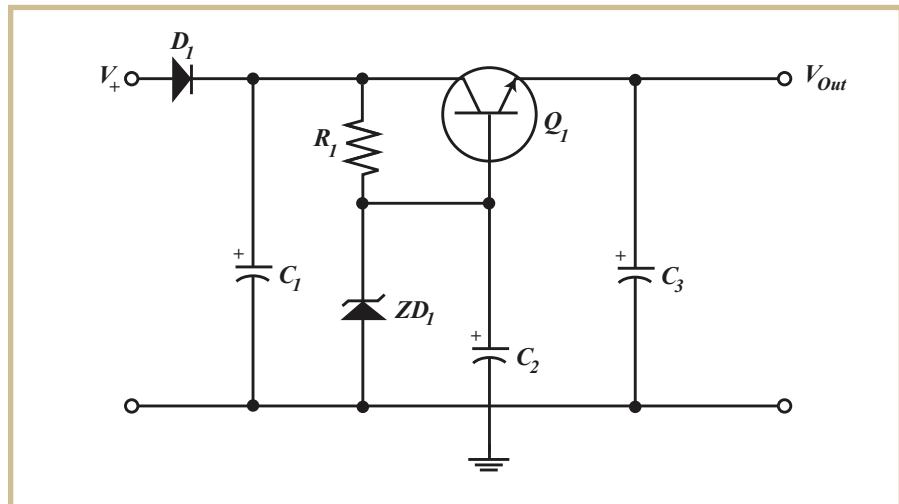 D1
V+
VOut
Q1
R1
+
C1
+
C3
ZD1
+
C2